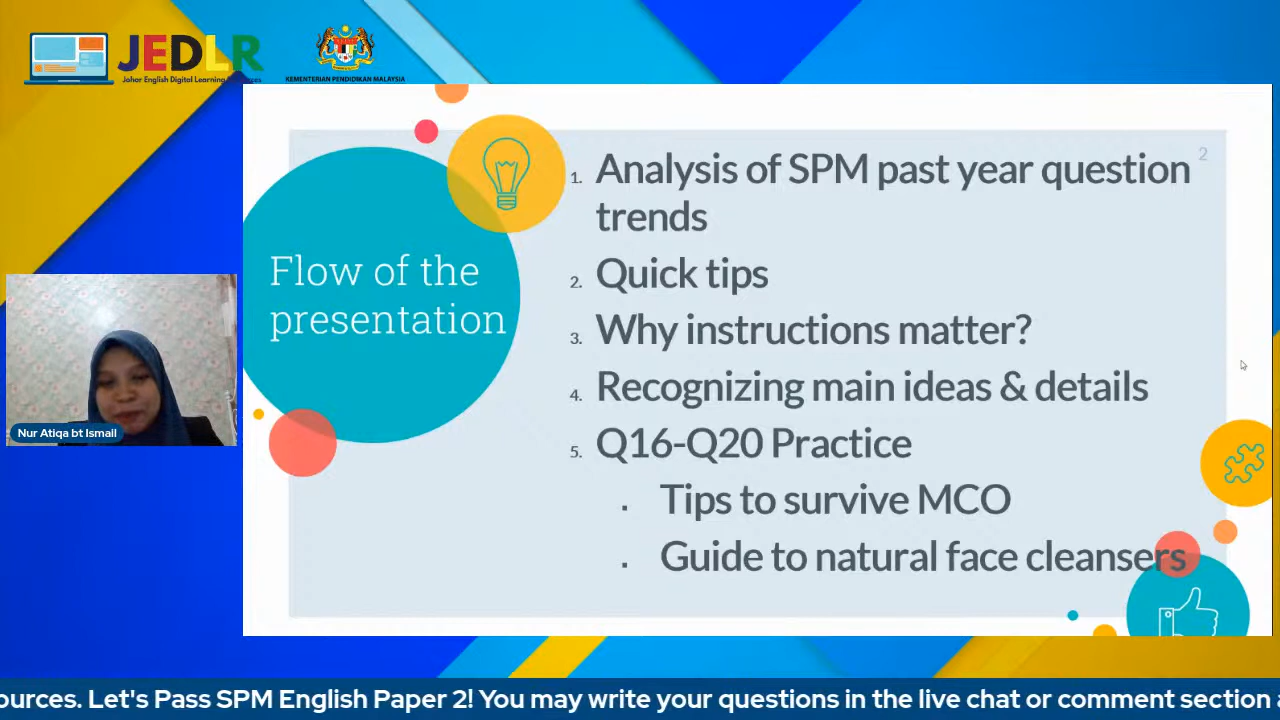 JEDLR
Johor English Digital Learning
KEMENTERIAN PENDIDIKAN MALAYSIA
2
Flow of the
presentation
1. Analysis of SPM past year question
trends
2. Quick tips
3. Why instructions matter?
4. Recognizing main ideas & details
5. Q16-Q20 Practice
▪ Tips to survive MCO
▪ Guide to natural face cleansers
Nur Atiqa bt Ismail
ources. Let's Pass SPM English Paper 2! You may write your questions in the live chat or comment section a